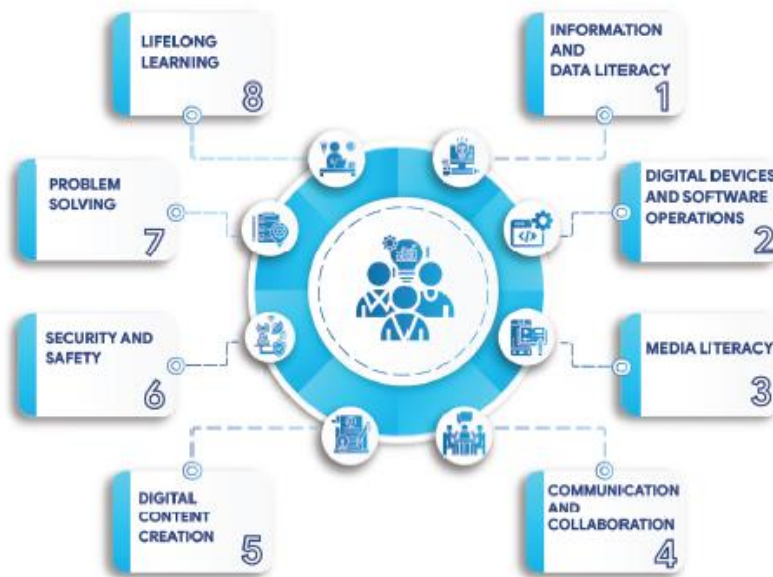 INFORMATION
AND
DATA LITERACY
1
DIGITAL DEVICES
AND SOFTWARE
OPERATIONS
2
MEDIA LITERACY
3
COMMUNICATION
AND
COLLABORATION
4
DIGITAL
CONTENT
CREATION
5
SECURITY AND
SAFETY
6
PROBLEM
SOLVING
7
LIFELONG
LEARNING
8